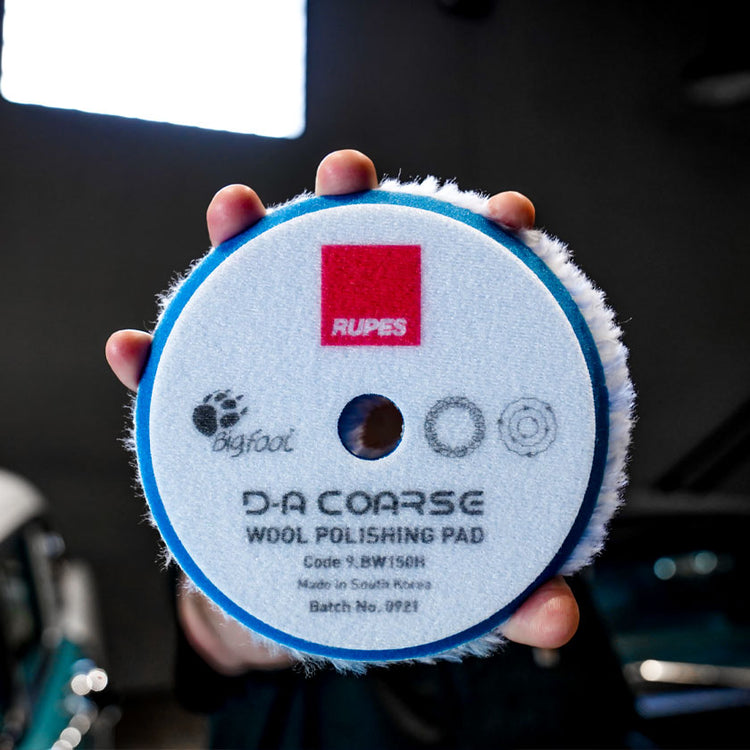 RUPES
BigFoot
D-A COARSE
WOOL POLISHING PAD
Code 9.BW150H
Made in South Korea
Batch No. 0921